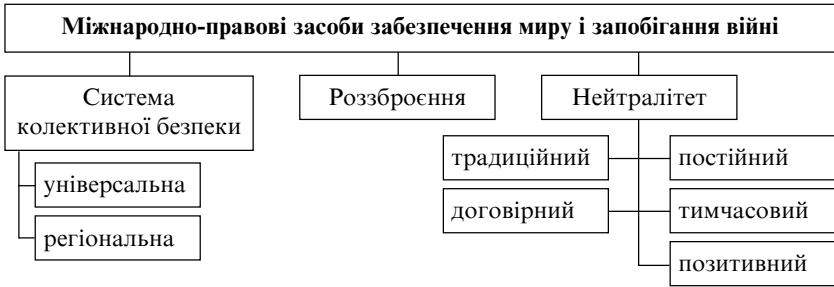 Міжнародно-правові засоби забезпечення миру і запобігання війні
Система
колективної безпеки
Роззброєння
Нейтралітет
універсальна
регіональна
традиційний
постійний
договірний
тимчасовий
позитивний